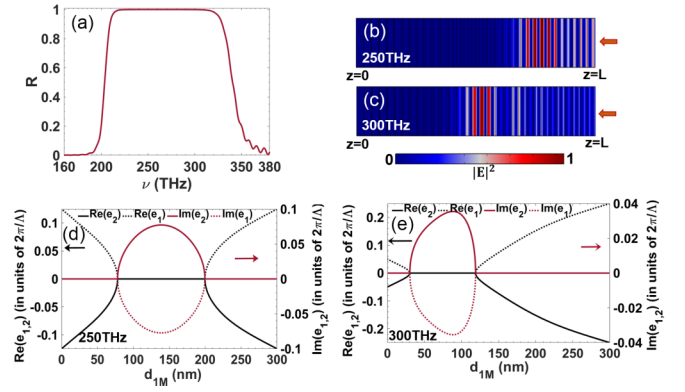 (a)
R
1
0.8
0.6
0.4
0.2
0
160 200 250 300 350 380
ν (THz)
(b)
250THz
z=0 z=L
(c)
300THz
z=0 z=L
0 1
|E|²
Re(e₂) Re(e₁) Im(e₂) Im(e₁)
(d)
Re(e₁,₂) (in units of 2π/Λ)
0.1
0.05
0
-0.05
-0.1
Im(e₁,₂) (in units of 2π/Λ)
0.1
0.05
0
-0.05
-0.1
250THz
0 50 100 150 200 250 300
d₁M (nm)
Re(e₂) Re(e₁) Im(e₂) Im(e₁)
(e)
Re(e₁,₂) (in units of 2π/Λ)
0.2
0.1
0
-0.1
-0.2
Im(e₁,₂) (in units of 2π/Λ)
0.04
0.02
0
-0.02
-0.04
300THz
0 50 100 150 200 250 300
d₁M (nm)